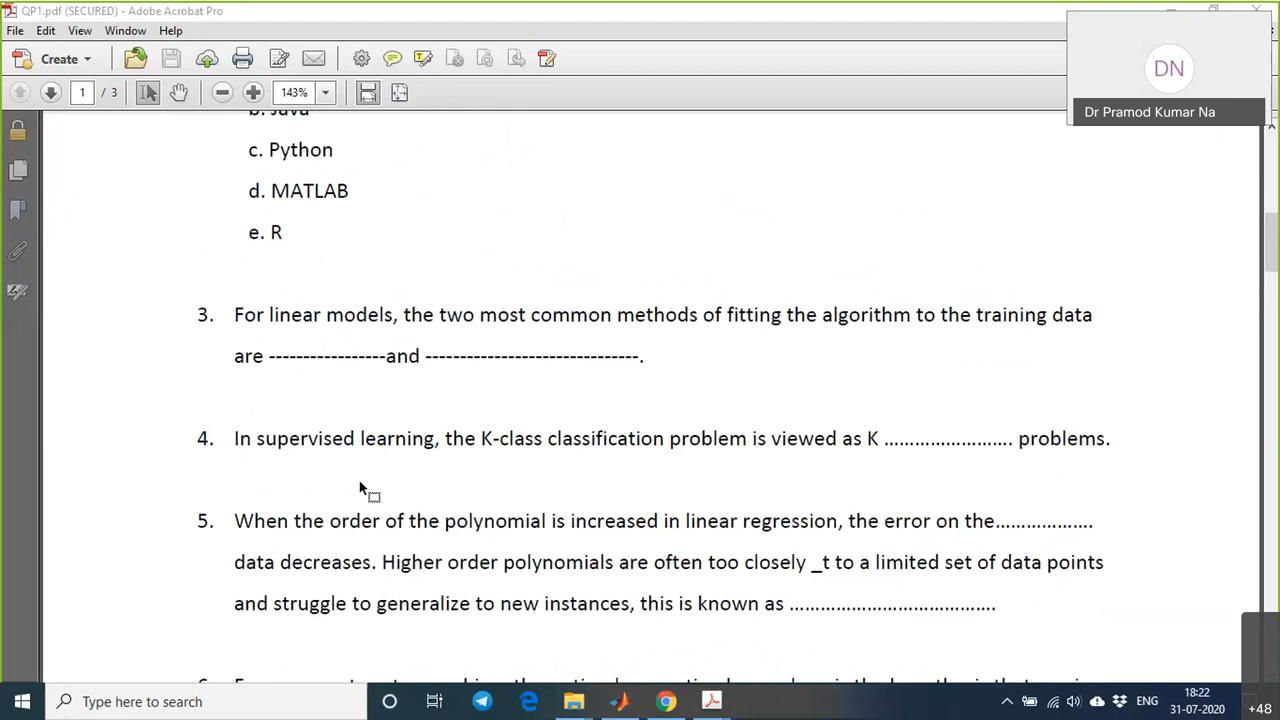 QP1.pdf (SECURED) - Adobe Acrobat Pro
File Edit View Window Help
Create
1 / 3 143%
DN
Dr Pramod Kumar Na
b. Java
c. Python
d. MATLAB
e. R
3. For linear models, the two most common methods of fitting the algorithm to the training data
are -----------------and -------------------------------.
4. In supervised learning, the K-class classification problem is viewed as K ……………………. problems.
5. When the order of the polynomial is increased in linear regression, the error on the……………….
data decreases. Higher order polynomials are often too closely _t to a limited set of data points
and struggle to generalize to new instances, this is known as ………………………………….
Type here to search
ENG
18:22
31-07-2020
+48